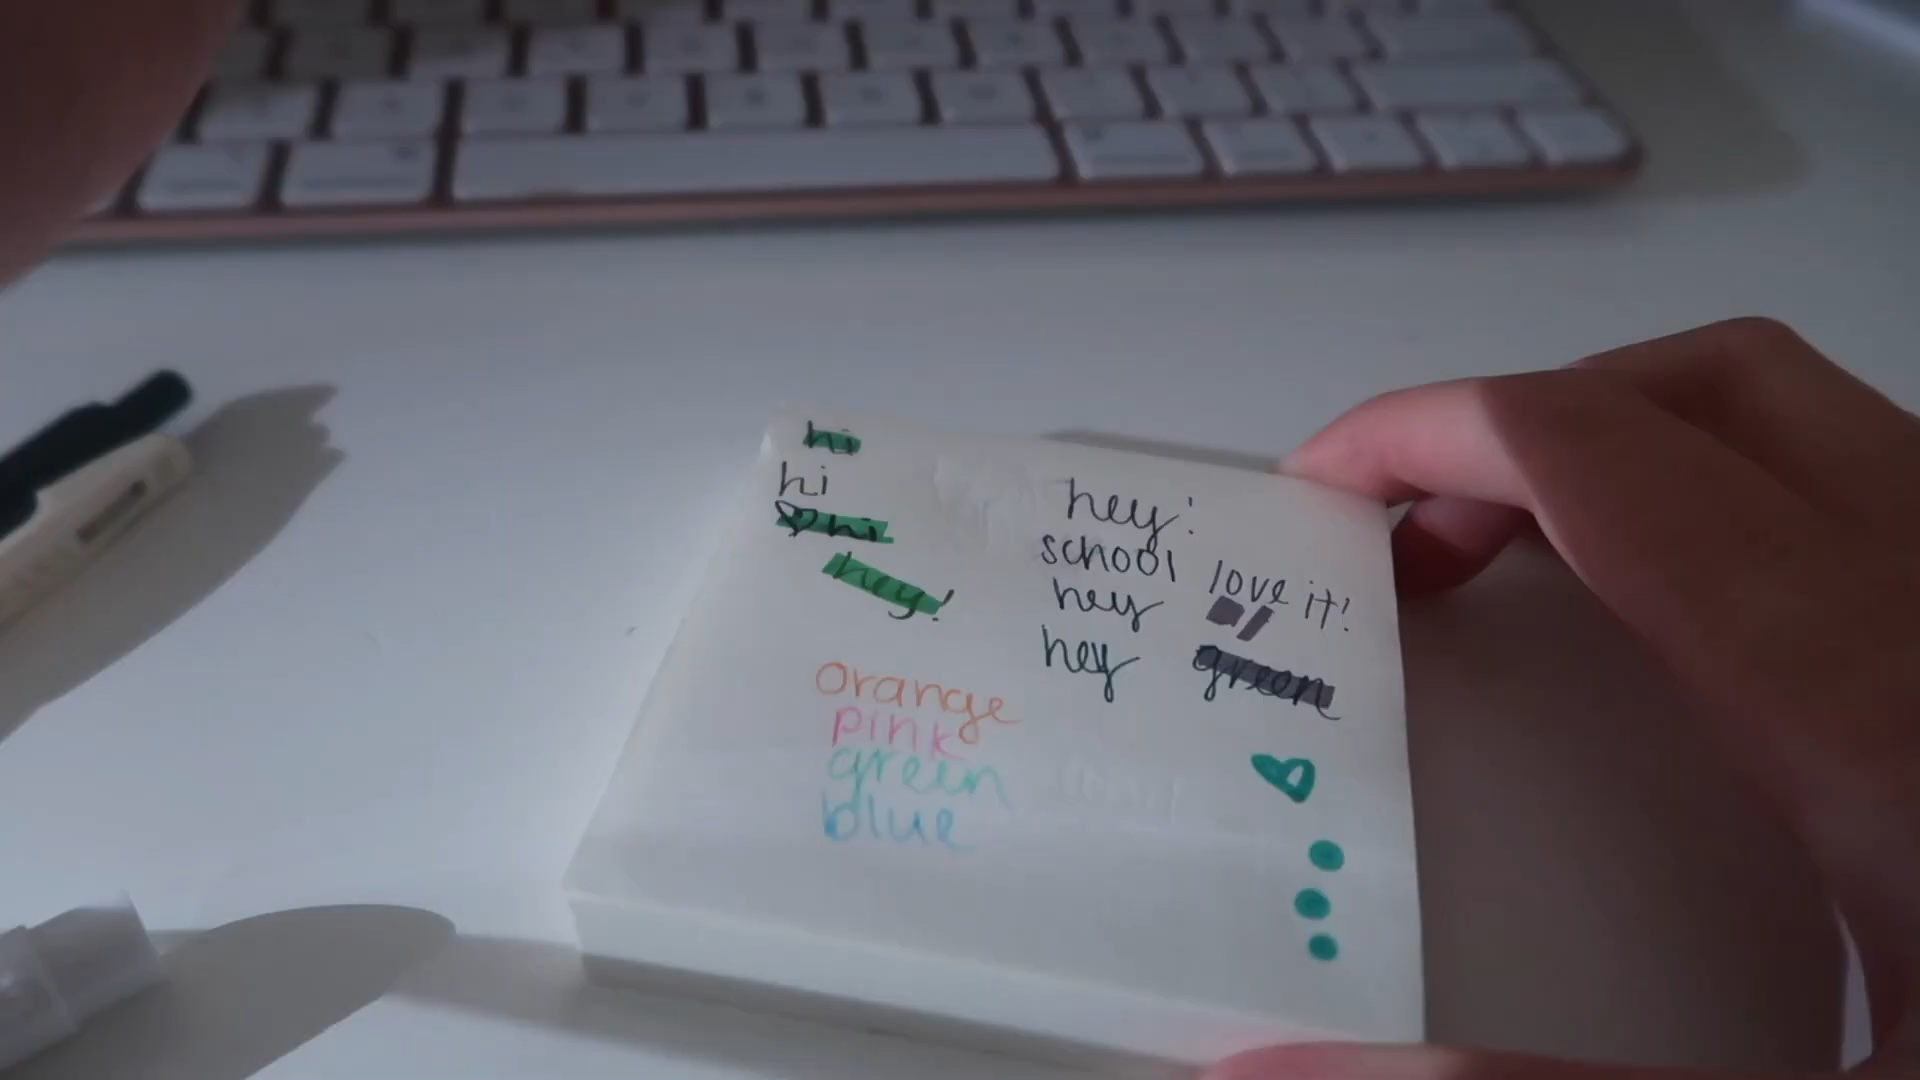 hi
hi
hi
hey!
hey!
school
love it!
hey
hey
green
orange
pink
green
blue